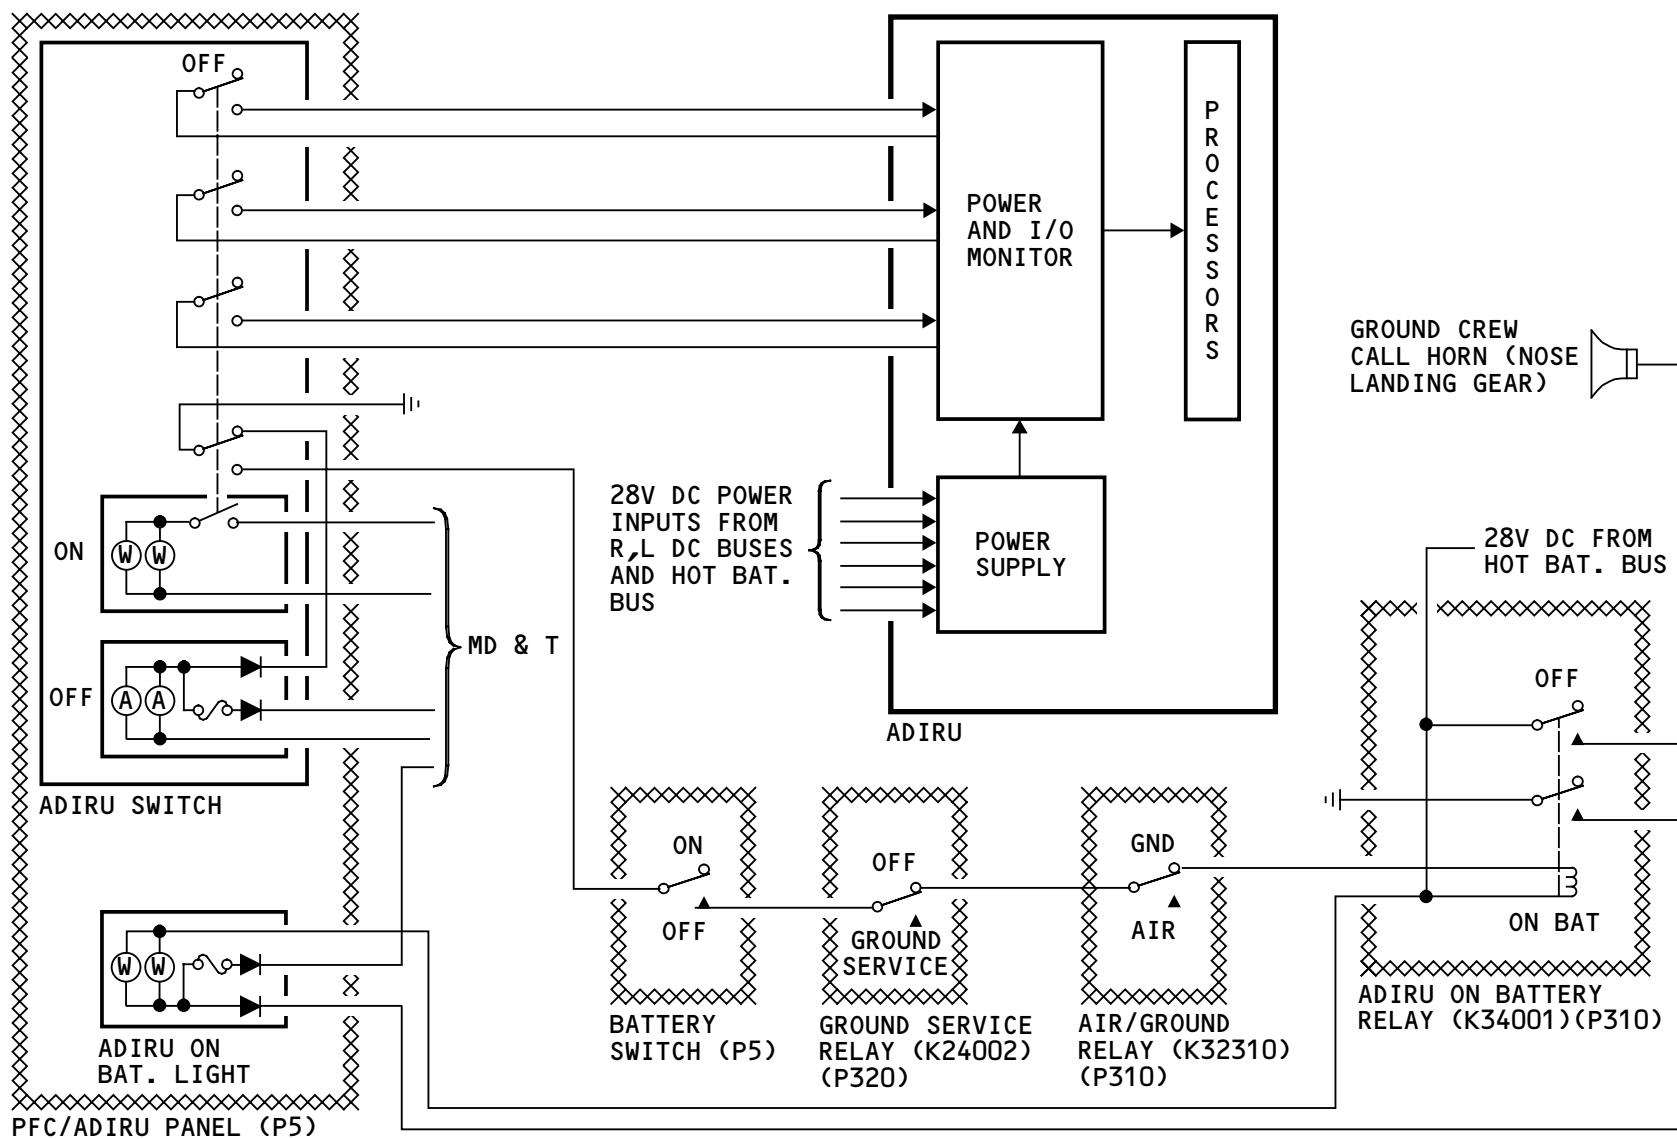 OFF
ON
W W
OFF
A A
ADIRU SWITCH
W W
ADIRU ON
BAT. LIGHT
PFC/ADIRU PANEL (P5)
MD & T
28V DC POWER
INPUTS FROM
R,L DC BUSES
AND HOT BAT.
BUS
POWER
AND I/O
MONITOR
PROCESSORS
POWER
SUPPLY
ADIRU
GROUND CREW
CALL HORN (NOSE
LANDING GEAR)
28V DC FROM
HOT BAT. BUS
ON
OFF
BATTERY
SWITCH (P5)
OFF
GROUND
SERVICE
GROUND SERVICE
RELAY (K24002)
(P320)
GND
AIR
AIR/GROUND
RELAY (K32310)
(P310)
OFF
ON BAT
ADIRU ON BATTERY
RELAY (K34001)(P310)